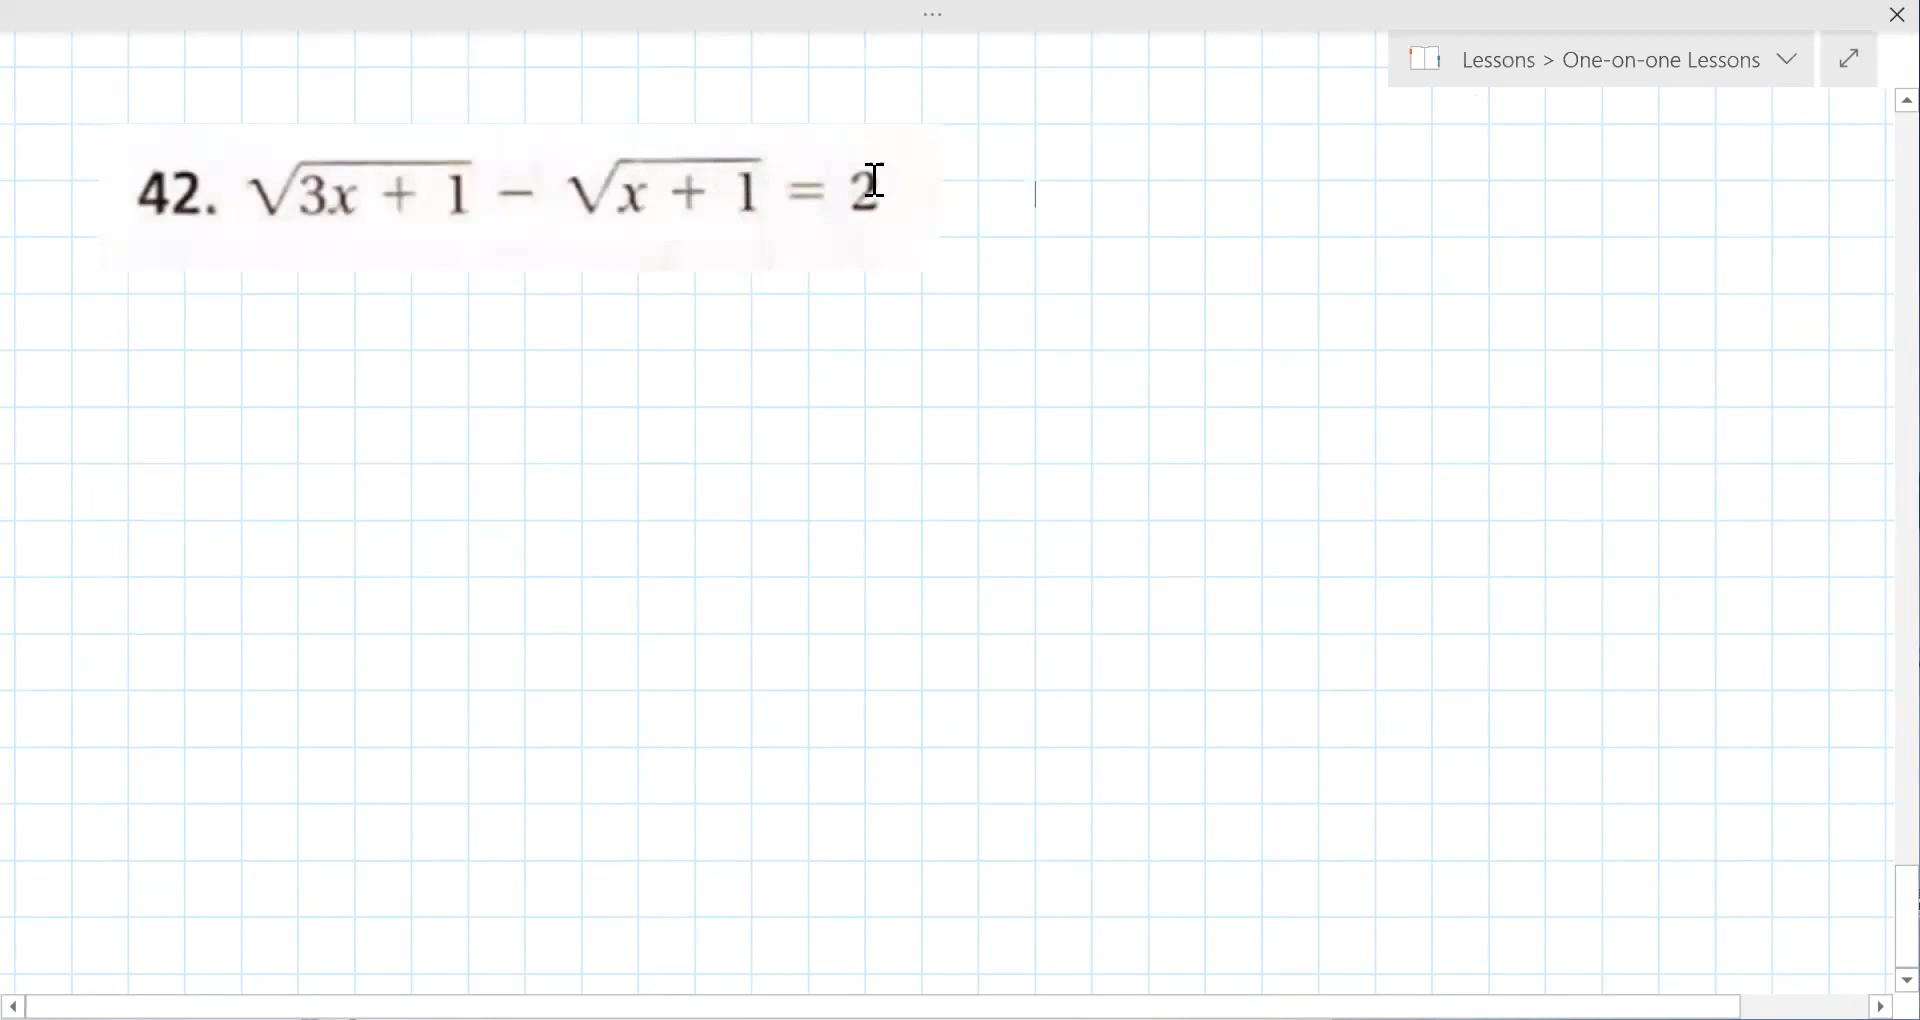 ...
Lessons > One-on-one Lessons
42. √3x + 1 − √x + 1 = 2